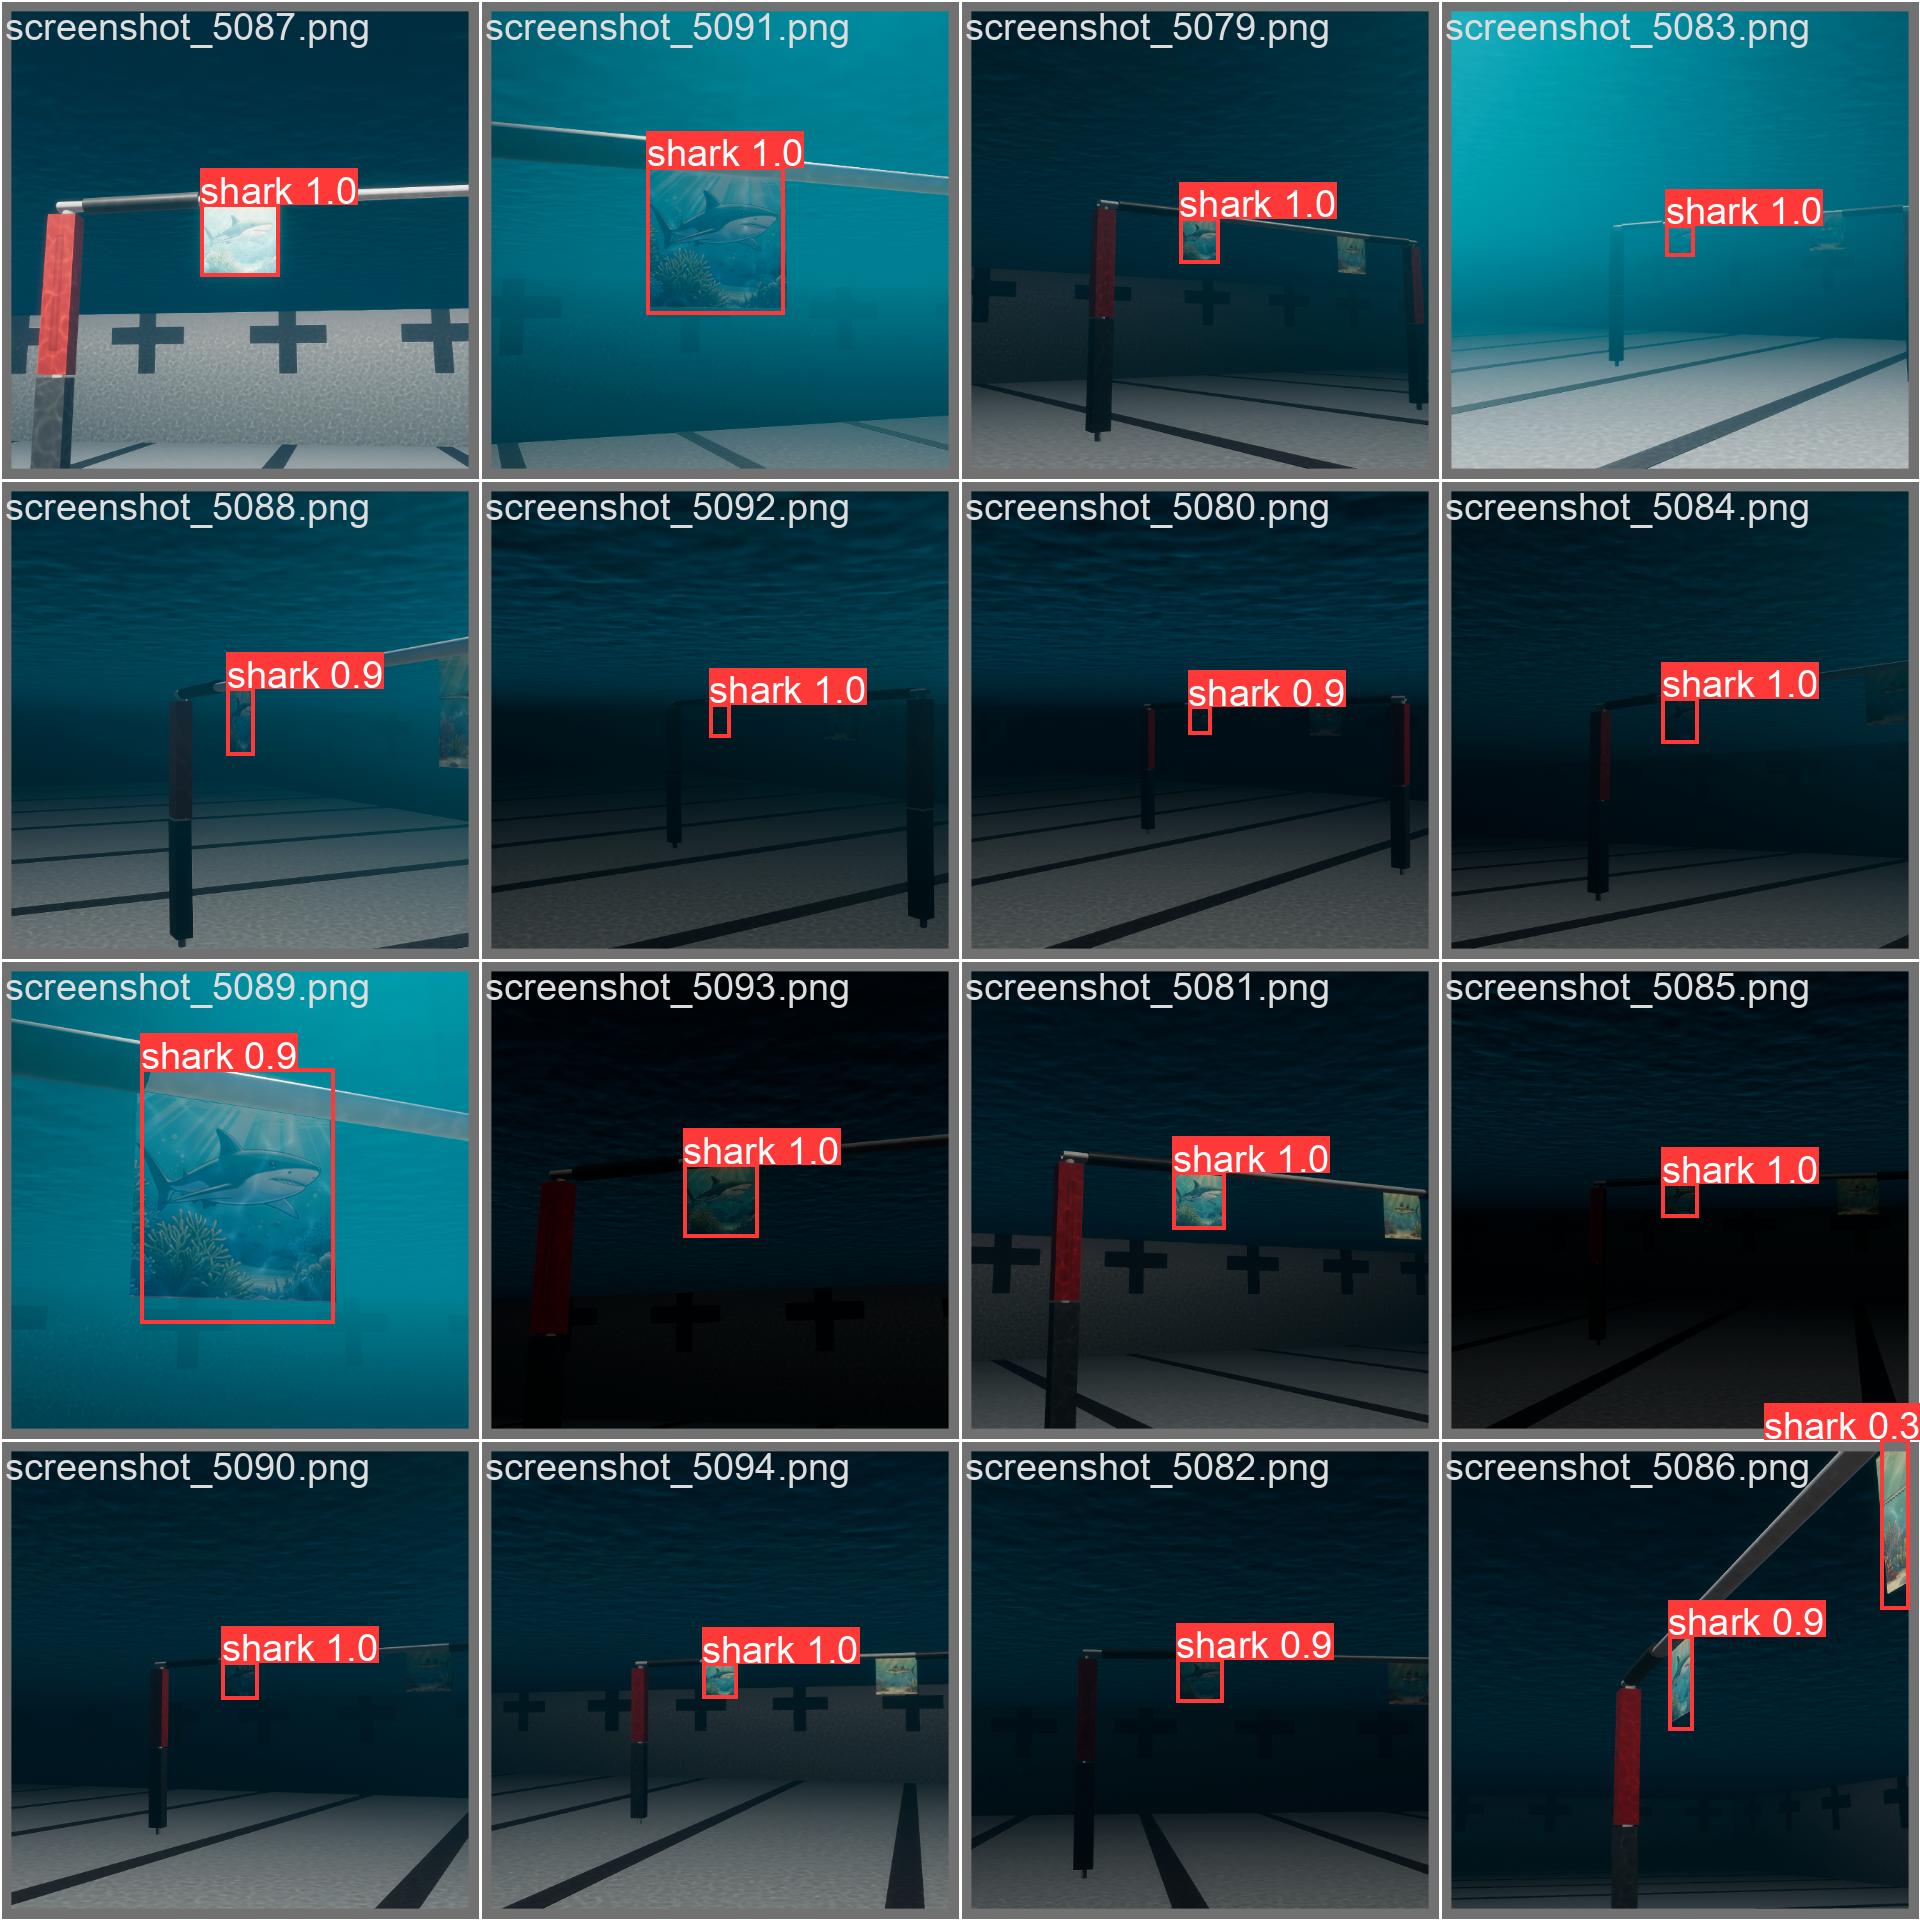 screenshot_5087.png
shark 1.0
screenshot_5091.png
shark 1.0
screenshot_5079.png
shark 1.0
screenshot_5083.png
shark 1.0
screenshot_5088.png
shark 0.9
screenshot_5092.png
shark 1.0
screenshot_5080.png
shark 0.9
screenshot_5084.png
shark 1.0
screenshot_5089.png
shark 0.9
screenshot_5093.png
shark 1.0
screenshot_5081.png
shark 1.0
screenshot_5085.png
shark 1.0
screenshot_5090.png
shark 1.0
screenshot_5094.png
shark 1.0
screenshot_5082.png
shark 0.9
shark 0.3
screenshot_5086.png
shark 0.9